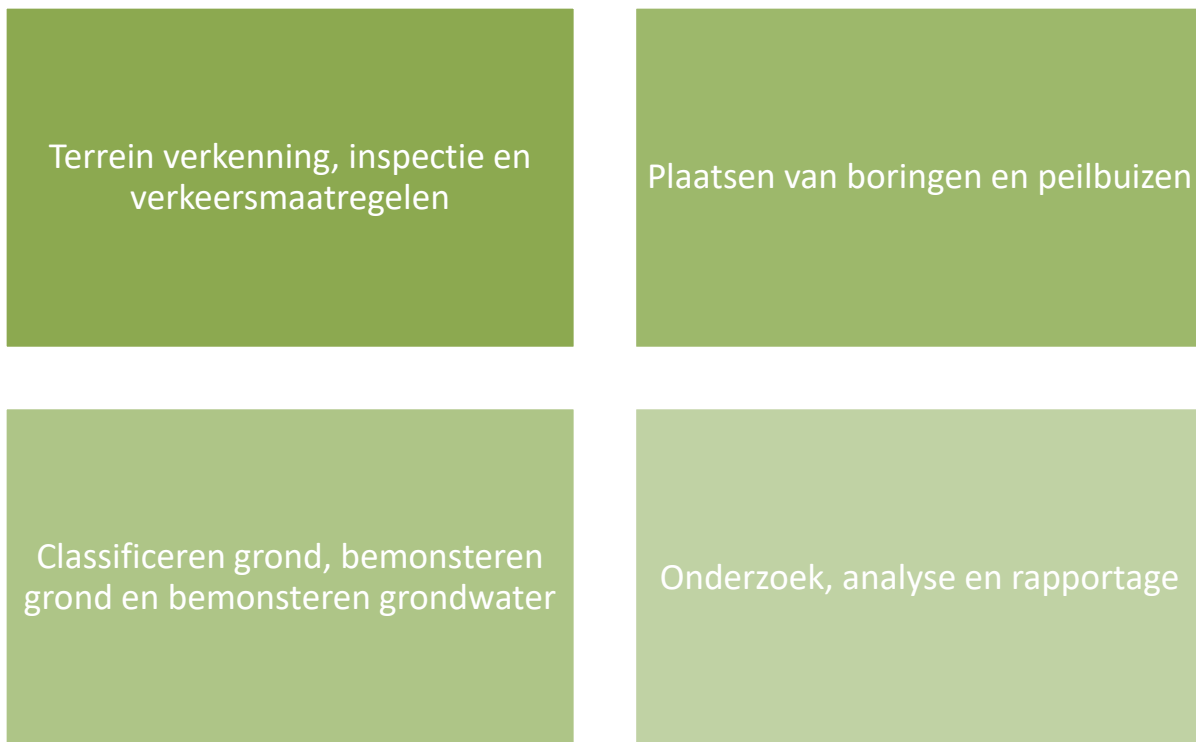 Terrein verkenning, inspectie en
verkeersmaatregelen
Plaatsen van boringen en peilbuizen
Classificeren grond, bemonsteren
grond en bemonsteren grondwater
Onderzoek, analyse en rapportage